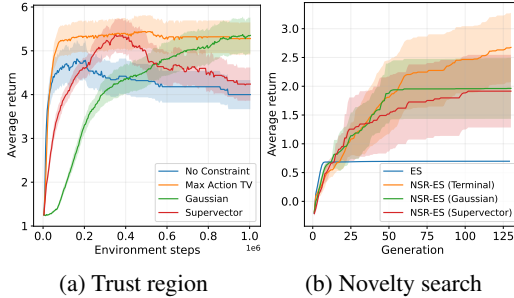 Average return
6
5
4
3
2
1
0.0
0.2
0.4
0.6
0.8
1.0
1e6
Environment steps
No Constraint
Max Action TV
Gaussian
Supervector
(a) Trust region
Average return
3.0
2.5
2.0
1.5
1.0
0.5
0.0
0
25
50
75
100
125
Generation
ES
NSR-ES (Terminal)
NSR-ES (Gaussian)
NSR-ES (Supervector)
(b) Novelty search